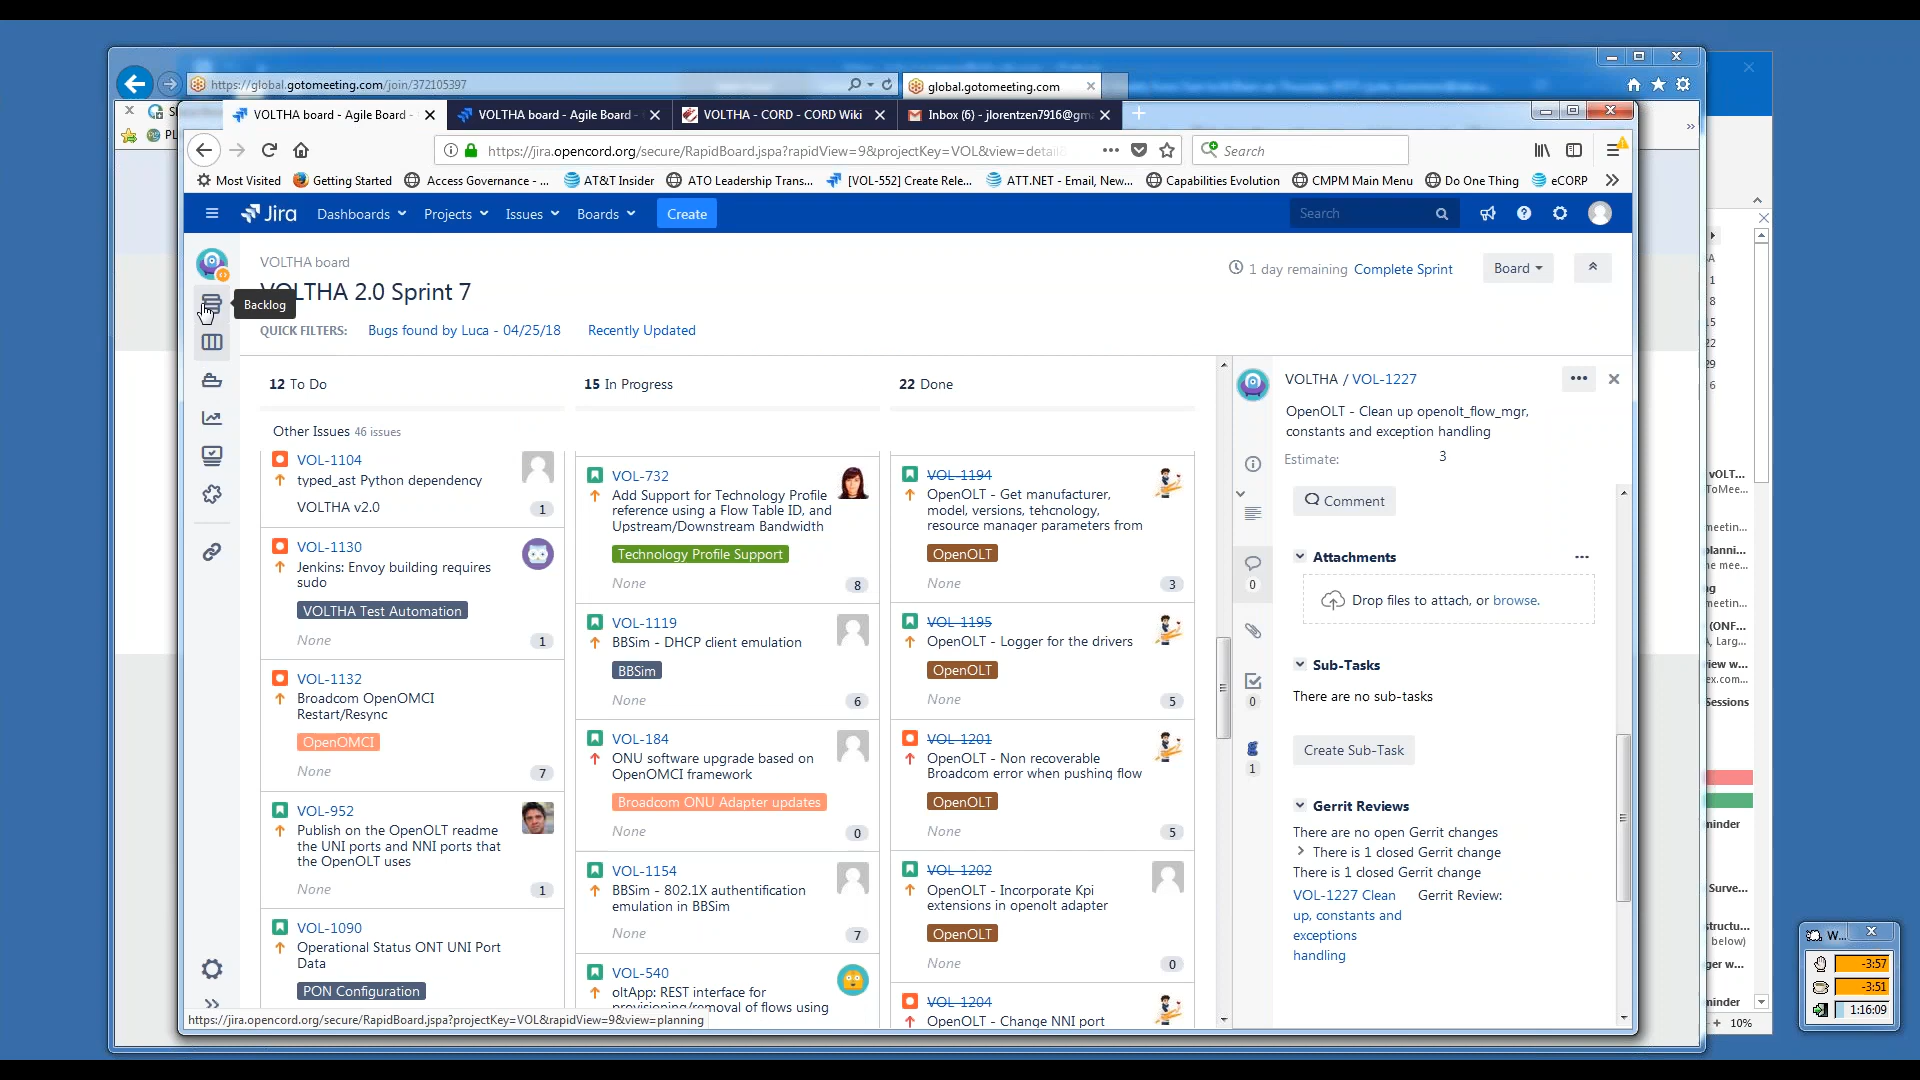 https://global.gotomeeting.com/join/372105397
global.gotomeeting.com
VOLTHA board - Agile Board -
VOLTHA board - Agile Board -
VOLTHA - CORD - CORD Wiki
Inbox (6) - jlorentzen7916@gm
https://jira.opencord.org/secure/RapidBoard.jspa?rapidView=9&projectKey=VOL&view=detail
Search
Most Visited
Getting Started
Access Governance - ...
AT&T Insider
ATO Leadership Trans...
[VOL-552] Create Rele...
ATT.NET - Email, New...
Capabilities Evolution
CMPM Main Menu
Do One Thing
eCORP
Jira
Dashboards
Projects
Issues
Boards
Create
Search
VOLTHA board
VOLTHA 2.0 Sprint 7
Backlog
1 day remaining
Complete Sprint
Board
QUICK FILTERS:
Bugs found by Luca - 04/25/18
Recently Updated
12 To Do
15 In Progress
22 Done
Other Issues 46 issues
VOL-1104
typed_ast Python dependency
VOLTHA v2.0
1
VOL-1130
Jenkins: Envoy building requires
sudo
VOLTHA Test Automation
None
1
VOL-1132
Broadcom OpenOMCI
Restart/Resync
OpenOMCI
None
7
VOL-952
Publish on the OpenOLT readme
the UNI ports and NNI ports that
the OpenOLT uses
None
1
VOL-1090
Operational Status ONT UNI Port
Data
PON Configuration
VOL-732
Add Support for Technology Profile
reference using a Flow Table ID, and
Upstream/Downstream Bandwidth
Technology Profile Support
None
8
VOL-1119
BBSim - DHCP client emulation
BBSim
None
6
VOL-184
ONU software upgrade based on
OpenOMCI framework
Broadcom ONU Adapter updates
None
0
VOL-1154
BBSim - 802.1X authentification
emulation in BBSim
None
7
VOL-540
oltApp: REST interface for
provisioning/removal of flows using
VOL-1194
OpenOLT - Get manufacturer,
model, versions, tehcnology,
resource manager parameters from
OpenOLT
None
3
VOL-1195
OpenOLT - Logger for the drivers
OpenOLT
None
5
VOL-1201
OpenOLT - Non recoverable
Broadcom error when pushing flow
OpenOLT
None
5
VOL-1202
OpenOLT - Incorporate Kpi
extensions in openolt adapter
OpenOLT
None
0
VOL-1204
OpenOLT - Change NNI port
VOLTHA / VOL-1227
OpenOLT - Clean up openolt_flow_mgr,
constants and exception handling
Estimate:
3
Comment
Attachments
Drop files to attach, or browse.
Sub-Tasks
There are no sub-tasks
Create Sub-Task
Gerrit Reviews
There are no open Gerrit changes
There is 1 closed Gerrit change
There is 1 closed Gerrit change
VOL-1227 Clean
up, constants and
exceptions
handling
Gerrit Review:
0
0
1
https://jira.opencord.org/secure/RapidBoard.jspa?projectKey=VOL&rapidView=9&view=planning
W...
-3:57
-3:51
1:16:09
10%